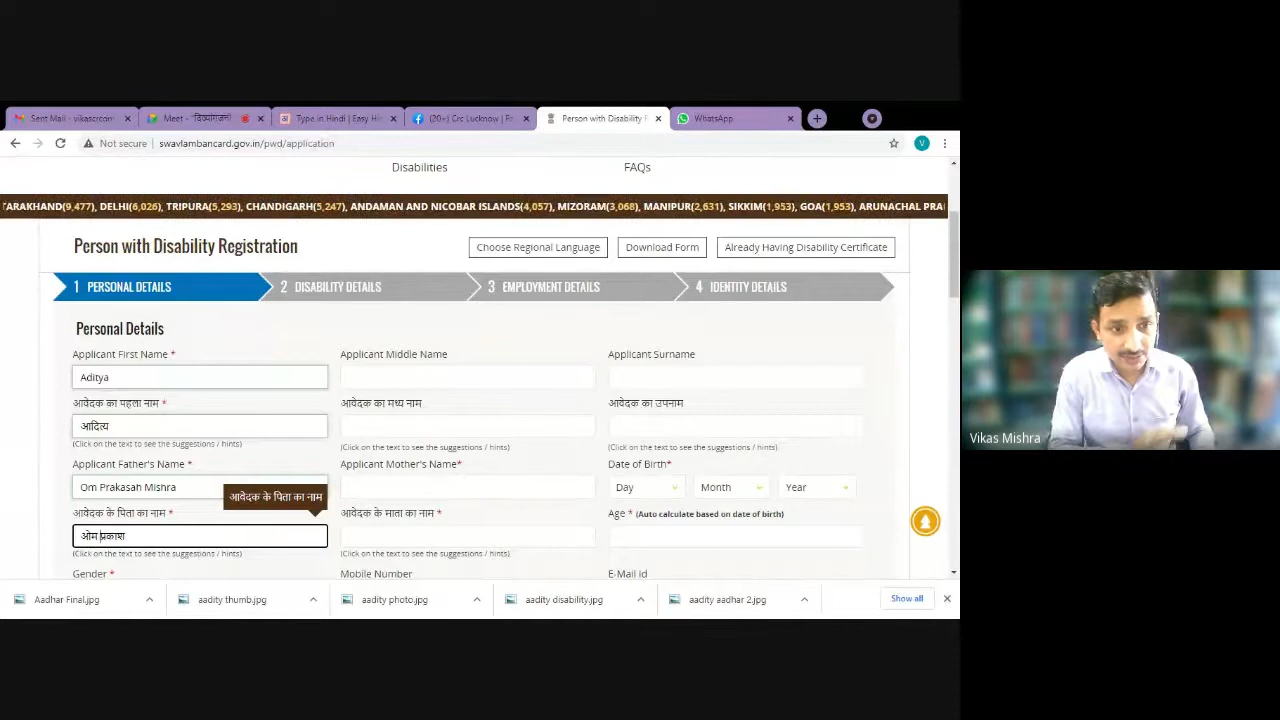 Sent Mail - vikascrccom
Meet - "दिव्यांगजनो
Type in Hindi | Easy Hi
(20+) Crc Lucknow | F
Person with Disability R
WhatsApp
Not secure | swavlambancard.gov.in/pwd/application
V
Disabilities FAQs
TARAKHAND(9,477), DELHI(6,026), TRIPURA(5,293), CHANDIGARH(5,247), ANDAMAN AND NICOBAR ISLANDS(4,057), MIZORAM(3,068), MANIPUR(2,631), SIKKIM(1,953), GOA(1,953), ARUNACHAL PRA
Person with Disability Registration
Choose Regional Language
Download Form
Already Having Disability Certificate
1 PERSONAL DETAILS
2 DISABILITY DETAILS
3 EMPLOYMENT DETAILS
4 IDENTITY DETAILS
Personal Details
Applicant First Name * Applicant Middle Name Applicant Surname
Aditya
आवेदक का पहला नाम * आवेदक का मध्य नाम आवेदक का उपनाम
आदित्य
(Click on the text to see the suggestions / hints) (Click on the text to see the suggestions / hints) (Click on the text to see the suggestions / hints)
Applicant Father's Name * Applicant Mother's Name* Date of Birth*
Om Prakasah Mishra Day Month Year
आवेदक के पिता का नाम
आवेदक के पिता का नाम * आवेदक के माता का नाम * Age * (Auto calculate based on date of birth)
ओम प्रकाश
(Click on the text to see the suggestions / hints) (Click on the text to see the suggestions / hints)
Gender * Mobile Number E-Mail id
Aadhar Final.jpg
aadity thumb.jpg
aadity photo.jpg
aadity disability.jpg
aadity aadhar 2.jpg
Show all
Vikas Mishra